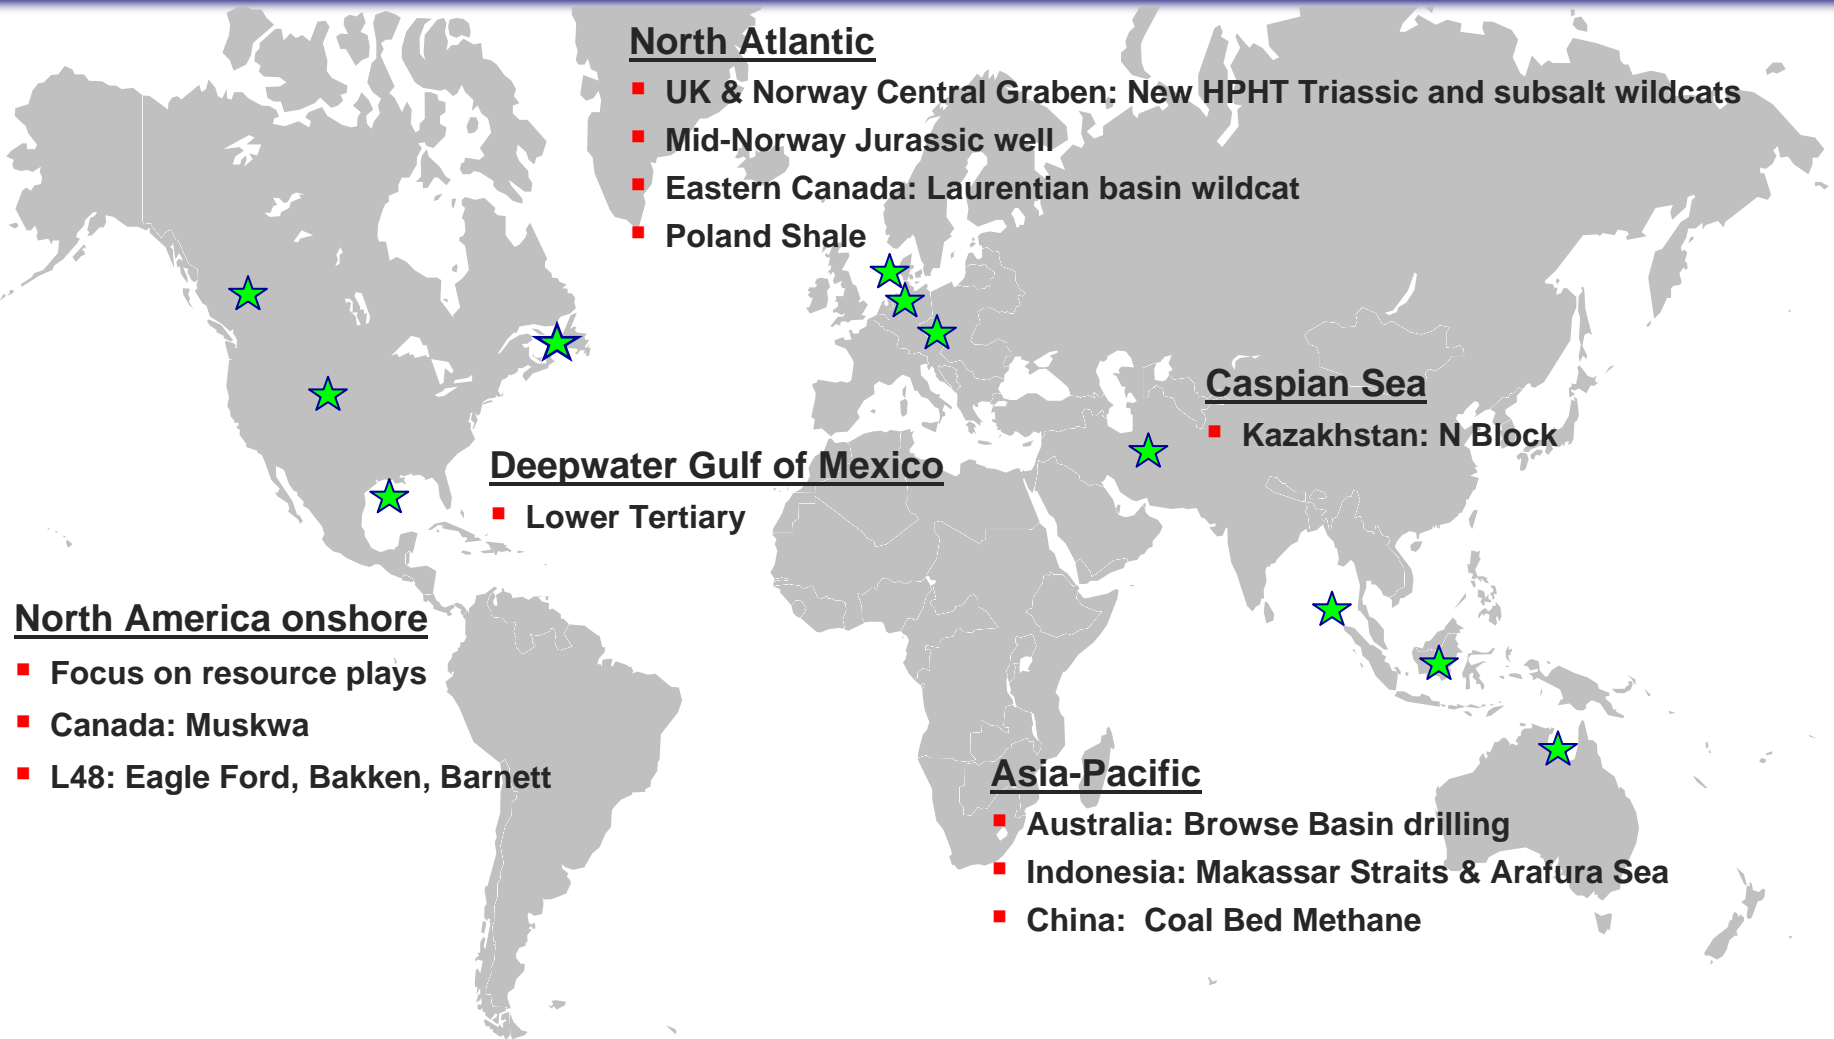 North Atlantic
UK & Norway Central Graben: New HPHT Triassic and subsalt wildcats
Mid-Norway Jurassic well
Eastern Canada: Laurentian basin wildcat
Poland Shale
Caspian Sea
Kazakhstan: N Block
Deepwater Gulf of Mexico
Lower Tertiary
North America onshore
Focus on resource plays
Canada: Muskwa
L48: Eagle Ford, Bakken, Barnett
Asia-Pacific
Australia: Browse Basin drilling
Indonesia: Makassar Straits & Arafura Sea
China: Coal Bed Methane